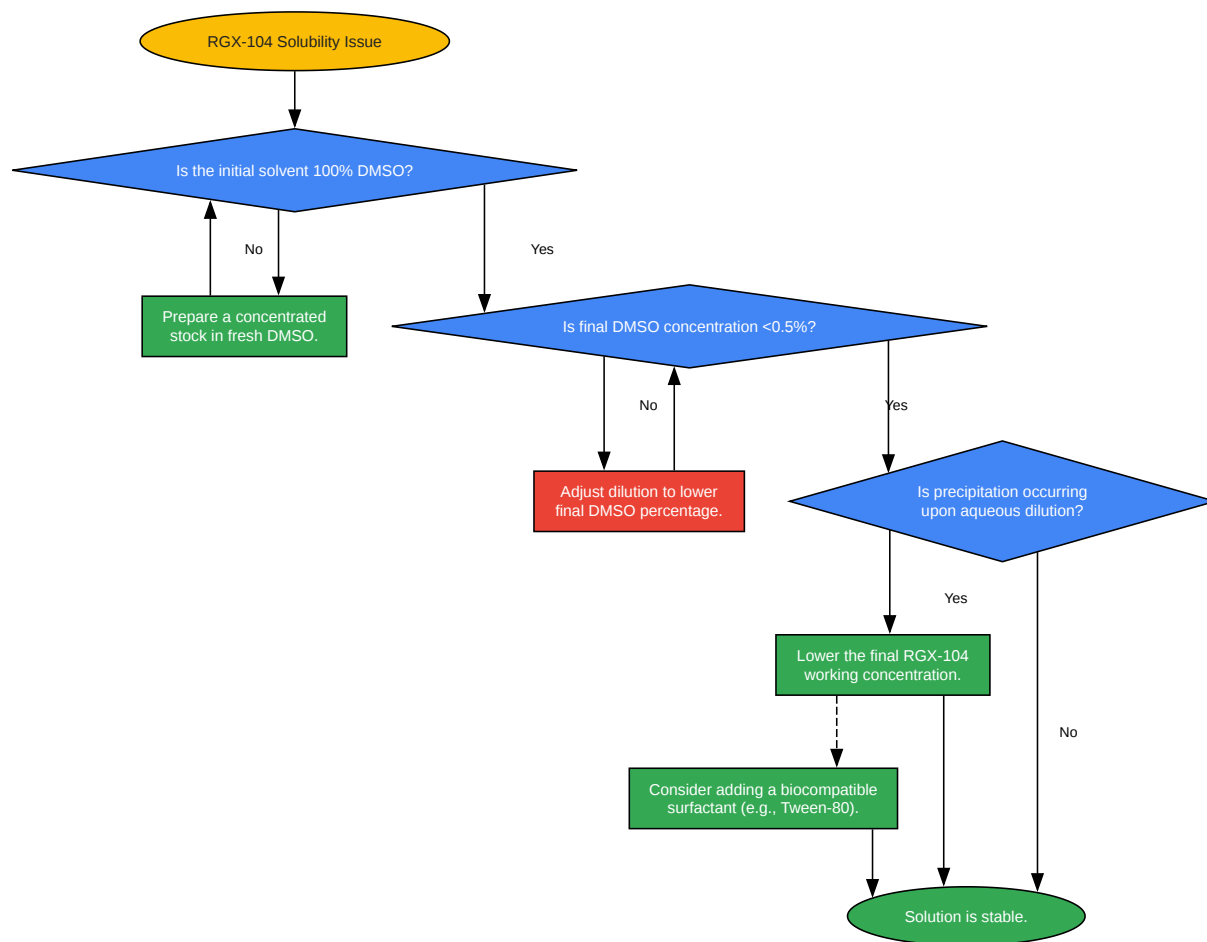 RGX-104 Solubility Issue
Is the initial solvent 100% DMSO?
No
Yes
Prepare a concentrated
stock in fresh DMSO.
Is final DMSO concentration <0.5%?
No
Yes
Adjust dilution to lower
final DMSO percentage.
Is precipitation occurring
upon aqueous dilution?
Yes
Lower the final RGX-104
working concentration.
No
Consider adding a biocompatible
surfactant (e.g., Tween-80).
Solution is stable.